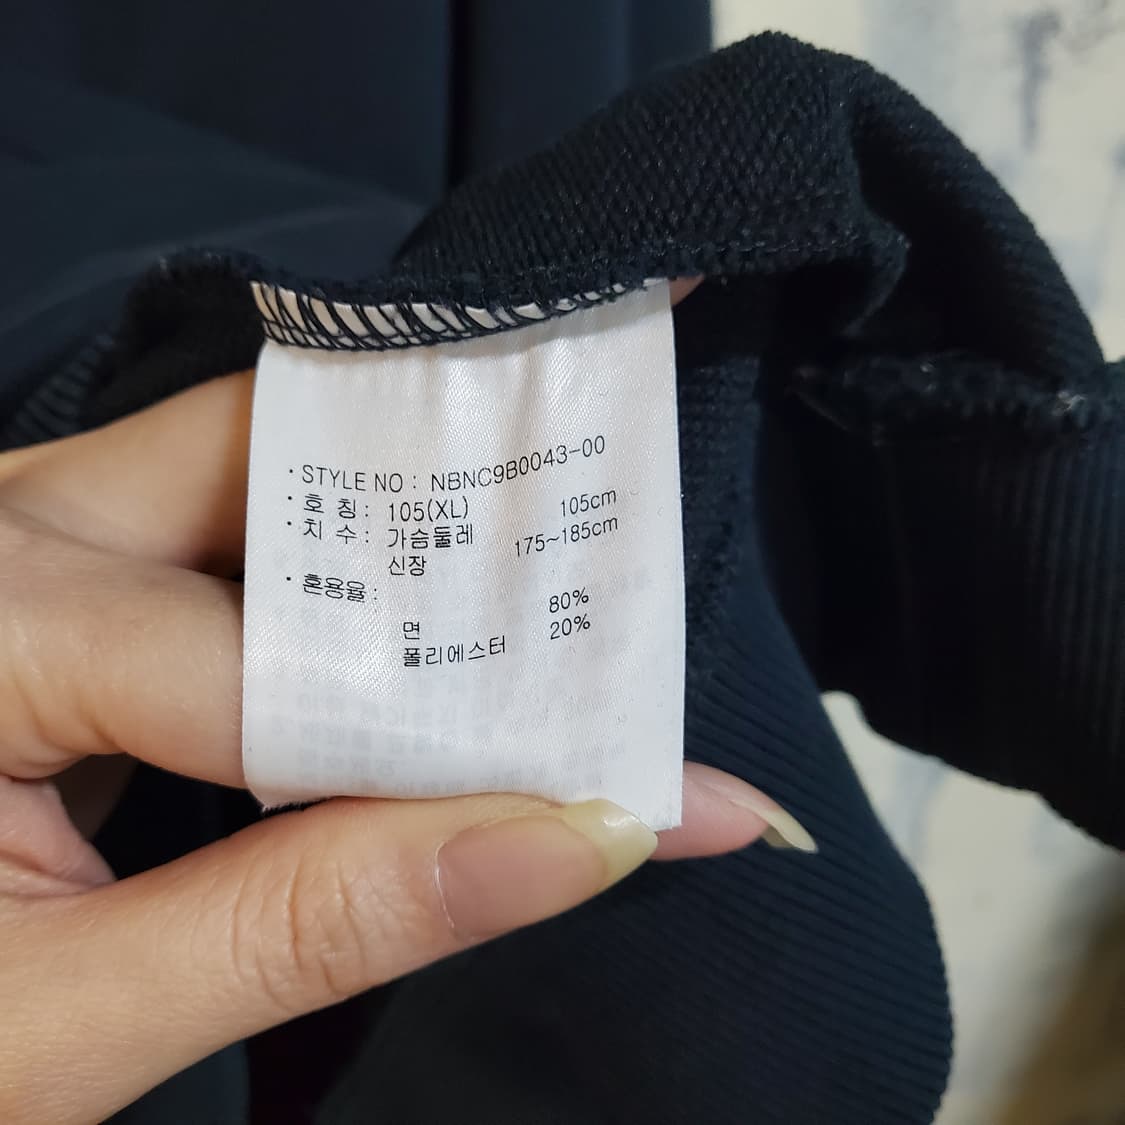 · STYLE NO : NBNC9B0043-00
· 호 칭 : 105(XL)
· 치 수 : 가슴둘레 105cm
신장 175~185cm
· 혼용율 :
면 80%
폴리에스터 20%